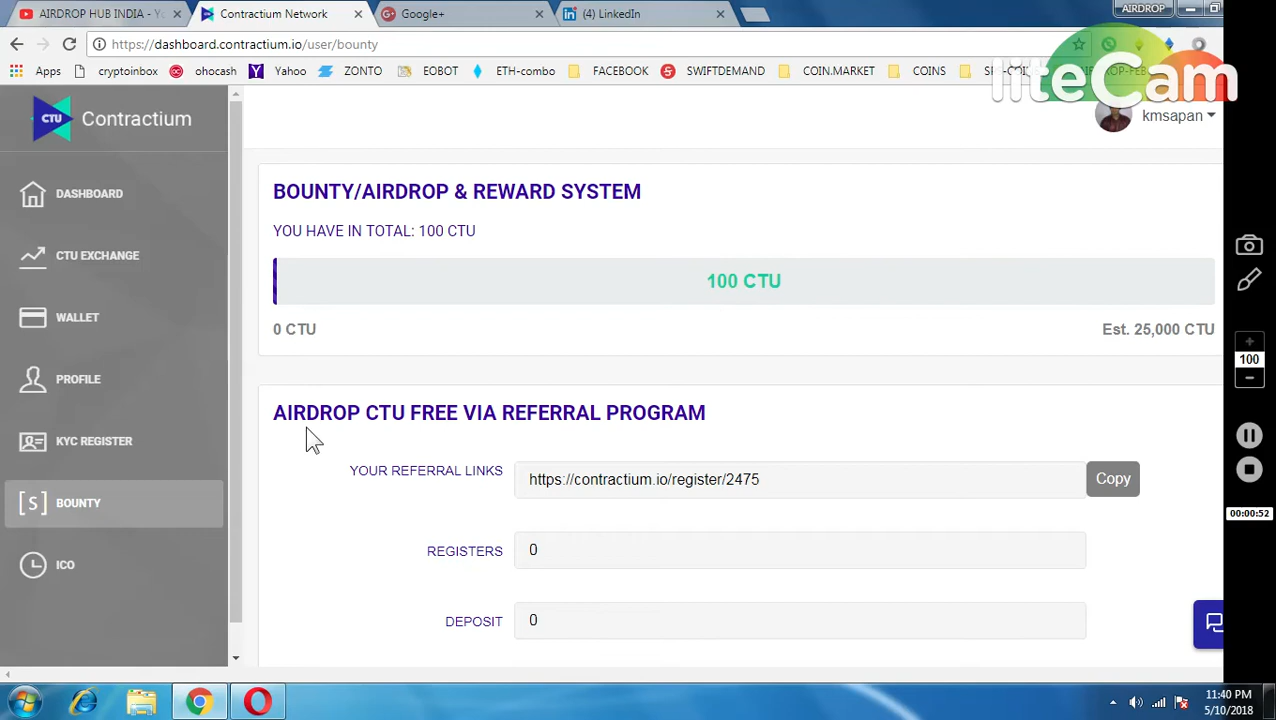 AIRDROP HUB INDIA - Y
Contractium Network
Google+
(4) LinkedIn
AIRDROP
https://dashboard.contractium.io/user/bounty
Apps
cryptoinbox
ohocash
Yahoo
P-OBOT
ETH-combo
FACEBOOK
SWIFTDEMAND
COIN.MARKET
COINS
liteCam
CTU
Contractium
kmsapan
DASHBOARD
CTU EXCHANGE
WALLET
PROFILE
KYC REGISTER
[S] BOUNTY
ICO
BOUNTY/AIRDROP & REWARD SYSTEM
YOU HAVE IN TOTAL: 100 CTU
100 CTU
0 CTU
Est. 25,000 CTU
AIRDROP CTU FREE VIA REFERRAL PROGRAM
YOUR REFERRAL LINKS
https://contractium.io/register/2475
Copy
REGISTERS
0
DEPOSIT
0
100
00:00:52
11:40 PM
5/10/2018